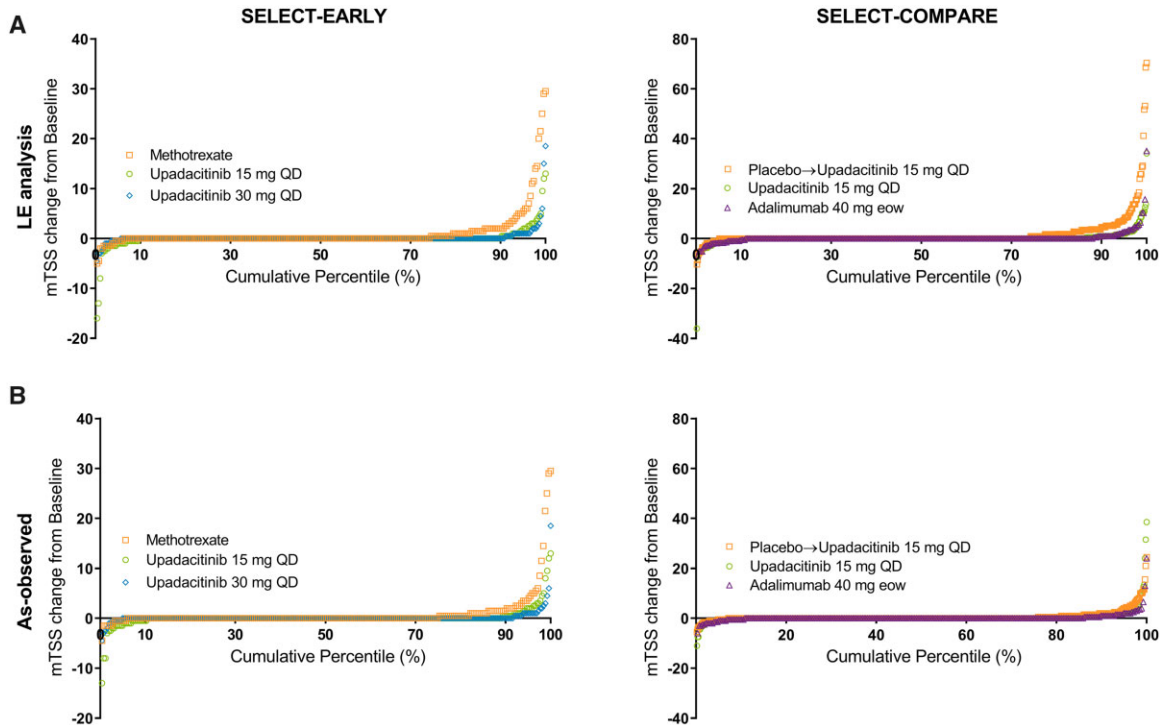 SELECT-EARLY
SELECT-COMPARE
A
LE analysis
mTSS change from Baseline
40
30
20
10
0
-10
-20
0 10 30 50 70 90 100
Cumulative Percentile (%)
Methotrexate
Upadacitinib 15 mg QD
Upadacitinib 30 mg QD
mTSS change from Baseline
80
60
40
20
0
-20
-40
0 10 30 50 70 90 100
Cumulative Percentile (%)
Placebo→Upadacitinib 15 mg QD
Upadacitinib 15 mg QD
Adalimumab 40 mg eow
B
As-observed
mTSS change from Baseline
40
30
20
10
0
-10
-20
0 10 30 50 70 90 100
Cumulative Percentile (%)
Methotrexate
Upadacitinib 15 mg QD
Upadacitinib 30 mg QD
mTSS change from Baseline
80
60
40
20
0
-20
-40
20 40 60 80 100
Cumulative Percentile (%)
Placebo→Upadacitinib 15 mg QD
Upadacitinib 15 mg QD
Adalimumab 40 mg eow